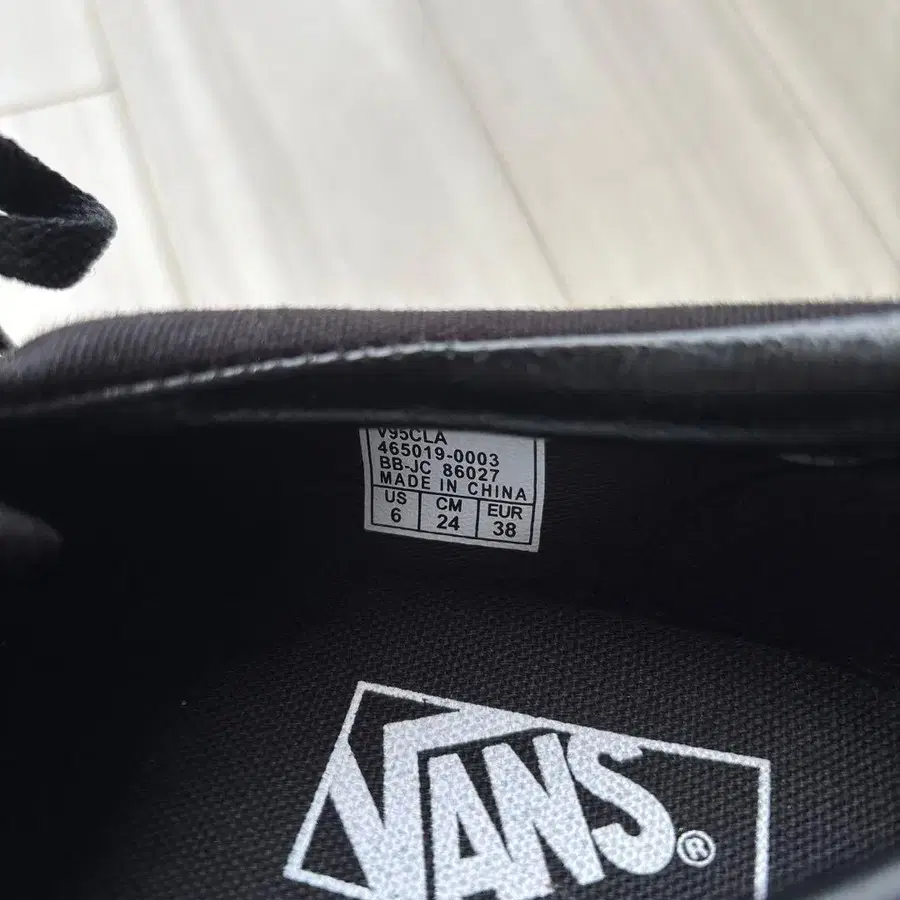 V95CLA
465019-0003
BB-JC 86027
MADE IN CHINA
US CM EUR
6 24 38
VANS®